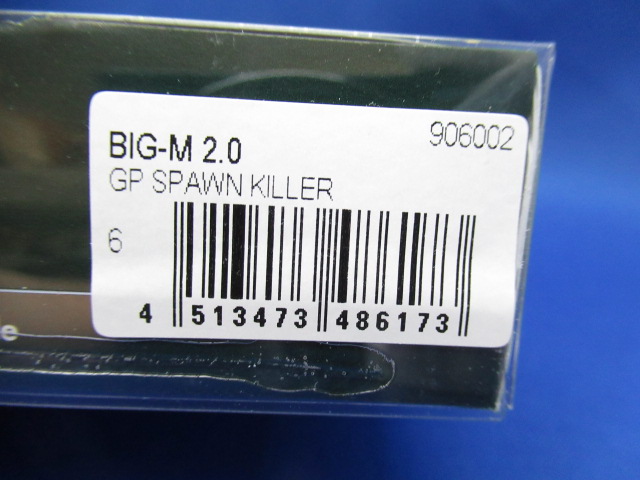 906002
BIG-M 2.0
GP SPAWN KILLER
6
4 513473 486173
e